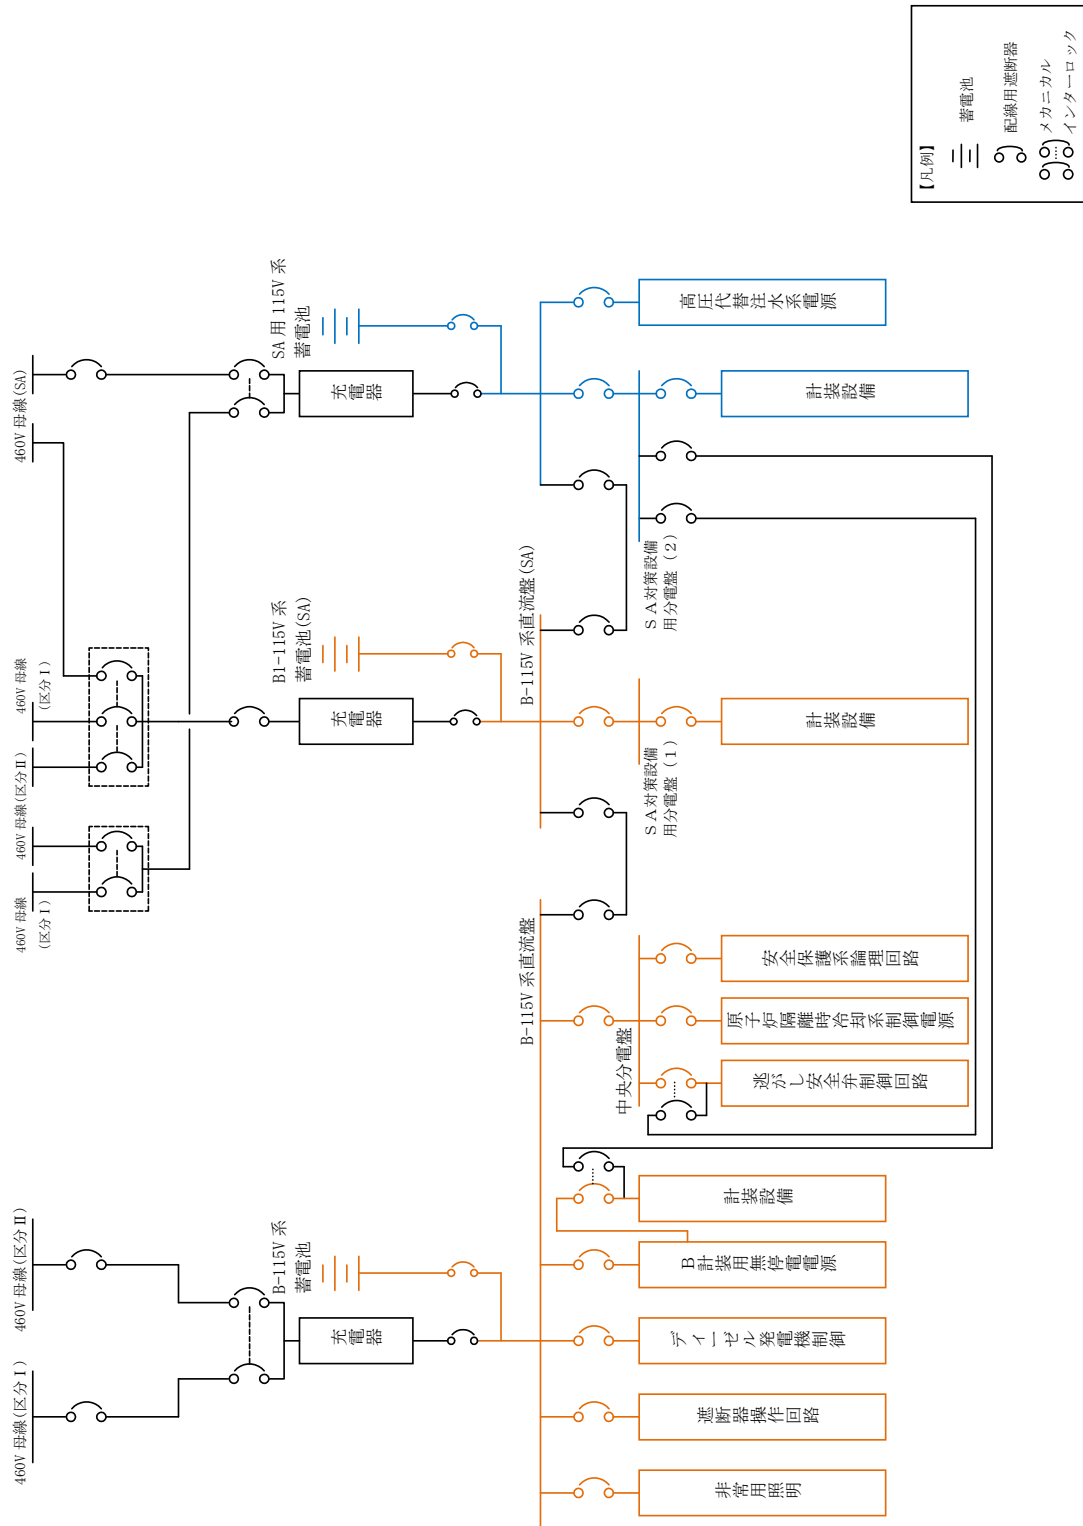 460V 母線(区分Ⅰ)
460V 母線(区分Ⅱ)
460V 母線
(区分Ⅰ)
460V 母線(区分Ⅱ)
460V 母線
(区分Ⅰ)
460V 母線(SA)
B-115V 系
蓄電池
B1-115V 系
蓄電池(SA)
SA 用 115V 系
蓄電池
充電器
充電器
充電器
B-115V 系直流盤
B-115V 系直流盤(SA)
中央分電盤
SA対策設備
用分電盤(1)
SA対策設備
用分電盤(2)
非常用照明
遮断器操作回路
ディーゼル発電機制御
B計装用無停電電源
計装設備
逃がし安全弁制御回路
原子炉隔離時冷却系制御電源
安全保護系論理回路
計装設備
計装設備
高圧代替注水系電源
【凡例】
蓄電池
配線用遮断器
メカニカル
インターロック